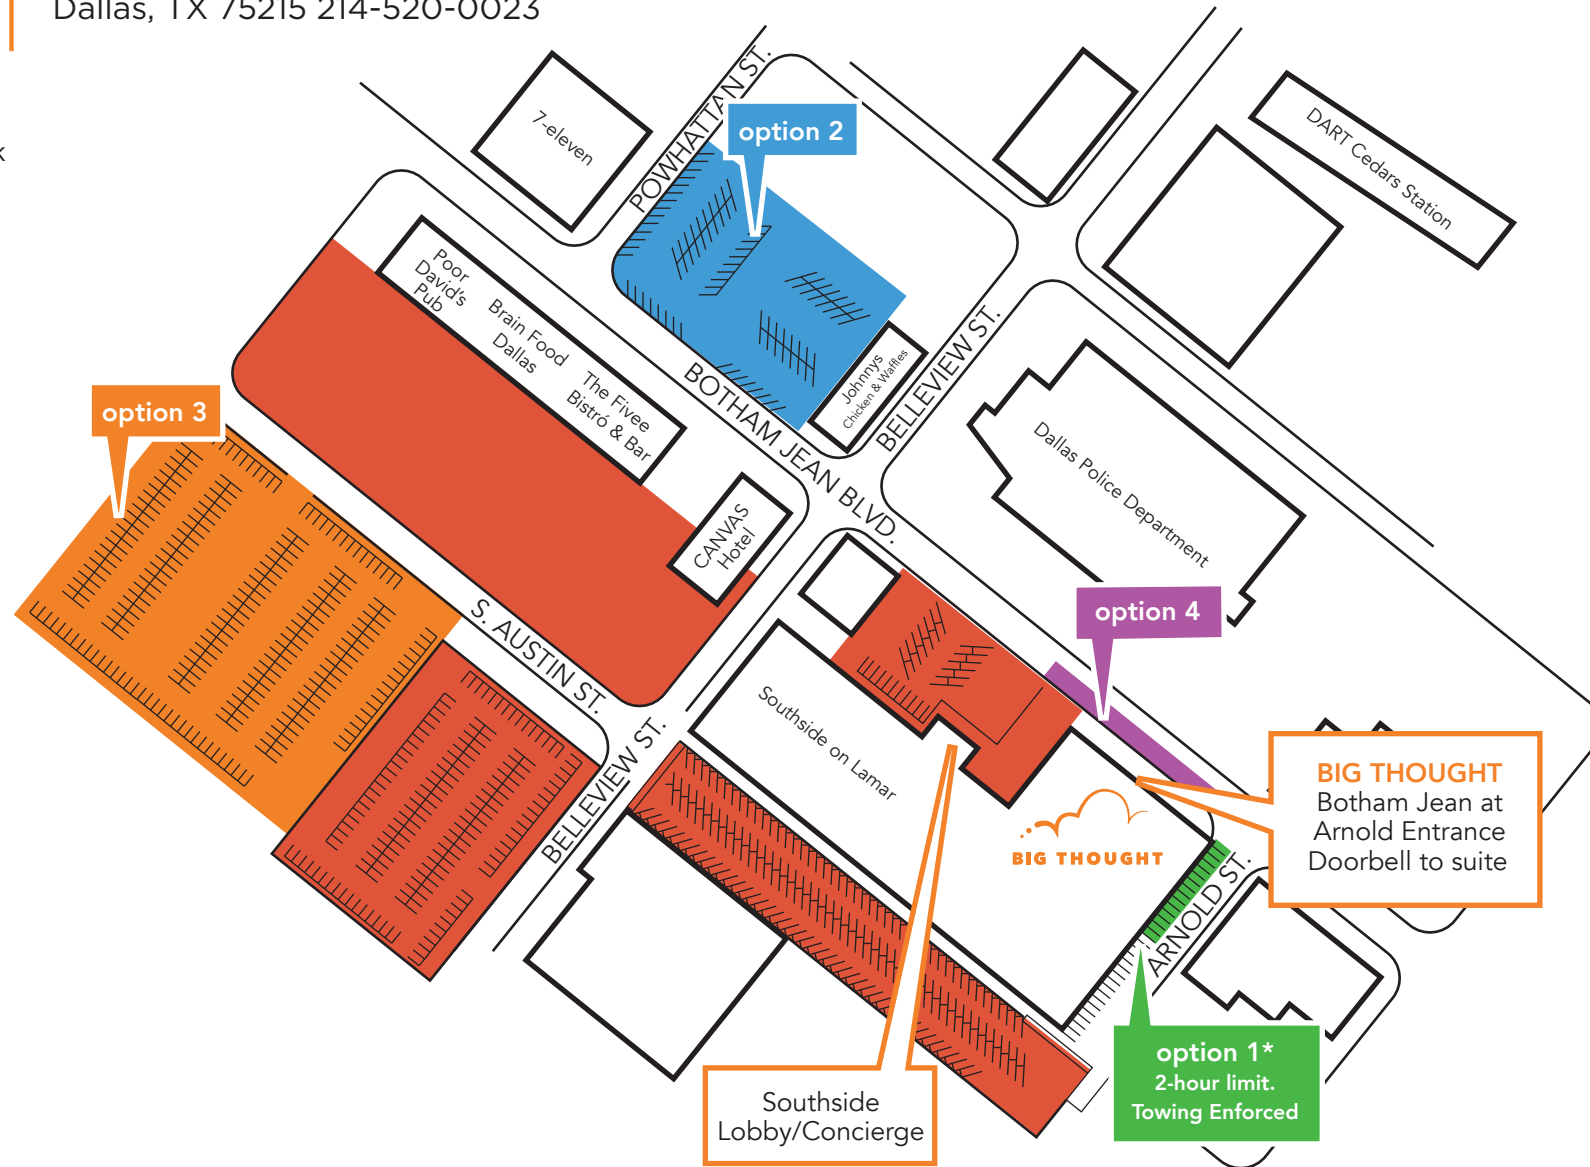 Dallas, TX 75215 214-520-0023
k
7-eleven
POWHATTAN ST.
option 2
DART Cedars Station
Poor
David's
Pub
Brain Food
Dallas
The Fivee
Bistró & Bar
BOTHAM JEAN BLVD.
Johnnys
Chicken & Waffles
BELLEVIEW ST.
Dallas Police Department
option 3
CANVAS
Hotel
S. AUSTIN ST.
option 4
Southside on Lamar
BELLEVIEW ST.
BIG THOUGHT
BIG THOUGHT
Botham Jean at
Arnold Entrance
Doorbell to suite
ARNOLD ST.
option 1*
2-hour limit.
Towing Enforced
Southside
Lobby/Concierge